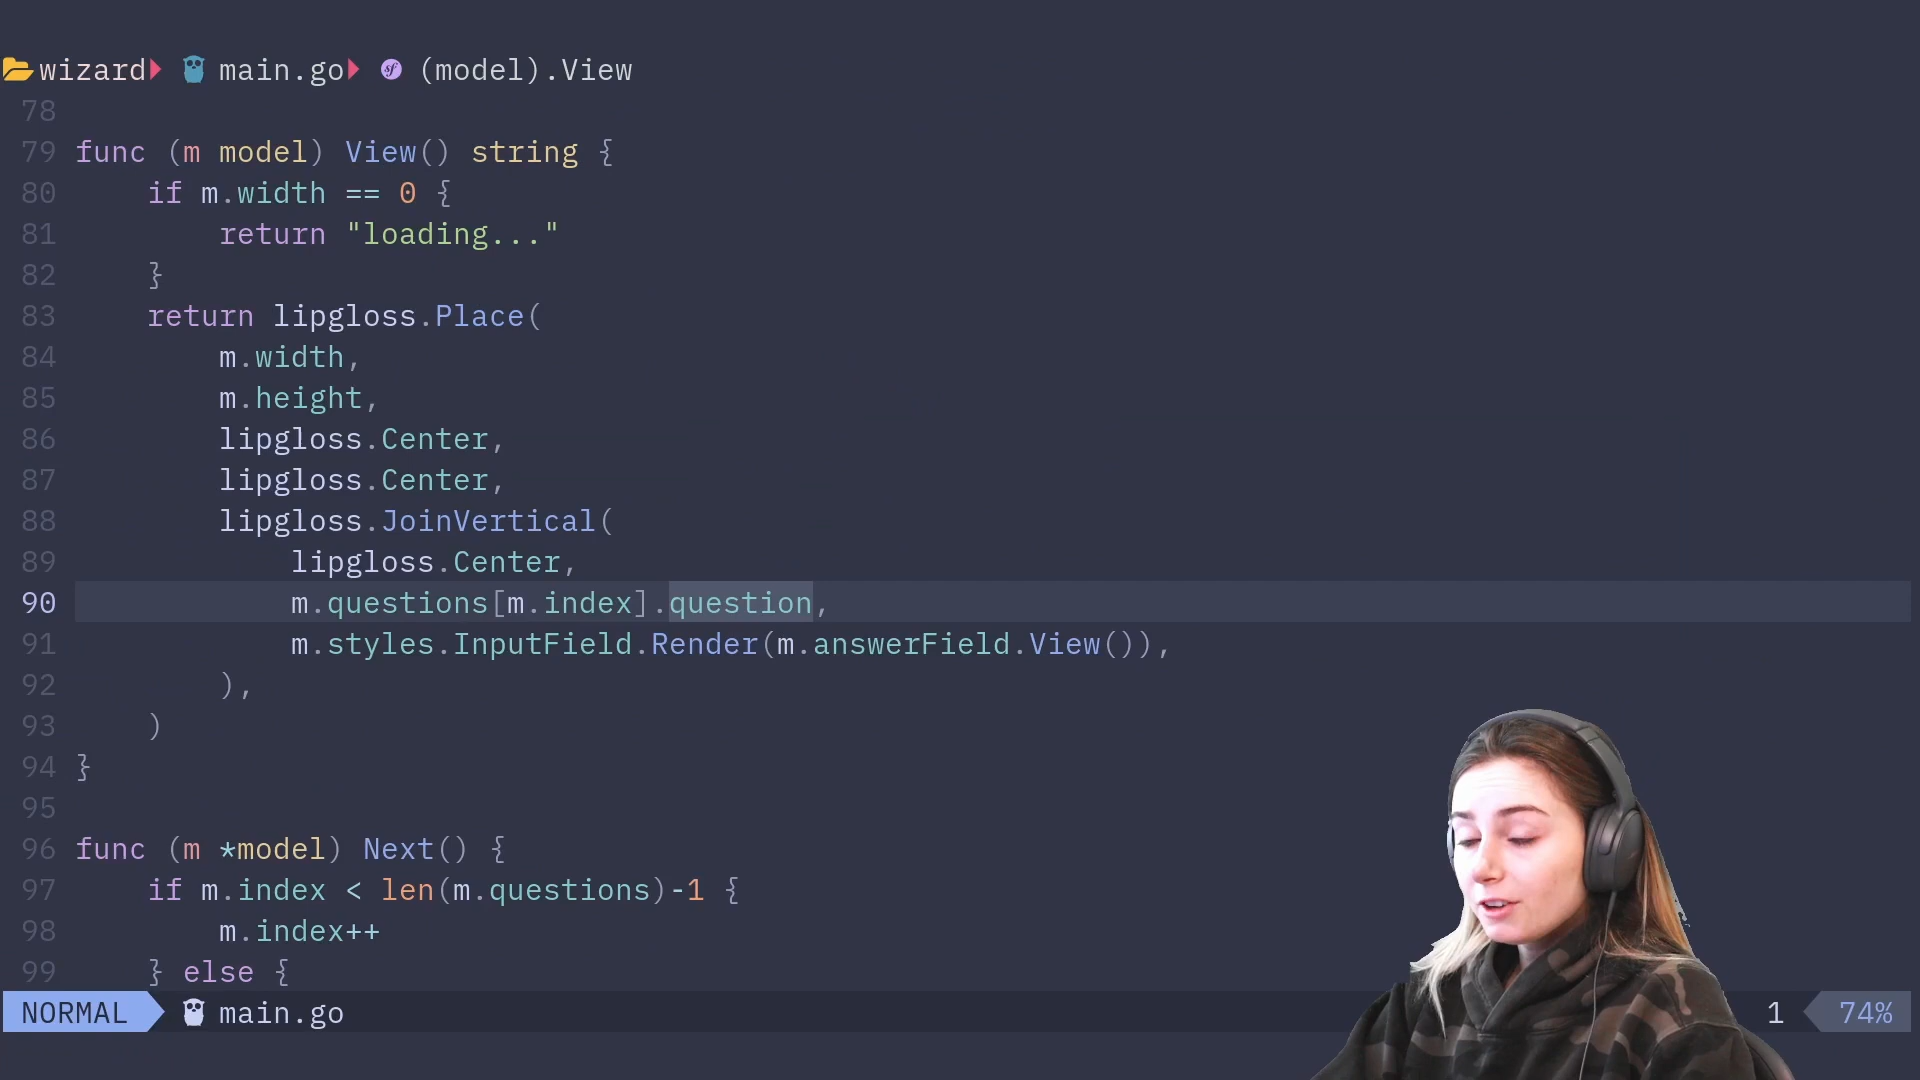 wizard main.go (model).View
78
79 func (m model) View() string {
80 if m.width == 0 {
81 return "loading..."
82 }
83 return lipgloss.Place(
84 m.width,
85 m.height,
86 lipgloss.Center,
87 lipgloss.Center,
88 lipgloss.JoinVertical(
89 lipgloss.Center,
90 m.questions[m.index].question,
91 m.styles.InputField.Render(m.answerField.View()),
92 ),
93 )
94 }
95
96 func (m *model) Next() {
97 if m.index < len(m.questions)-1 {
98 m.index++
99 } else {
NORMAL main.go 1 74%